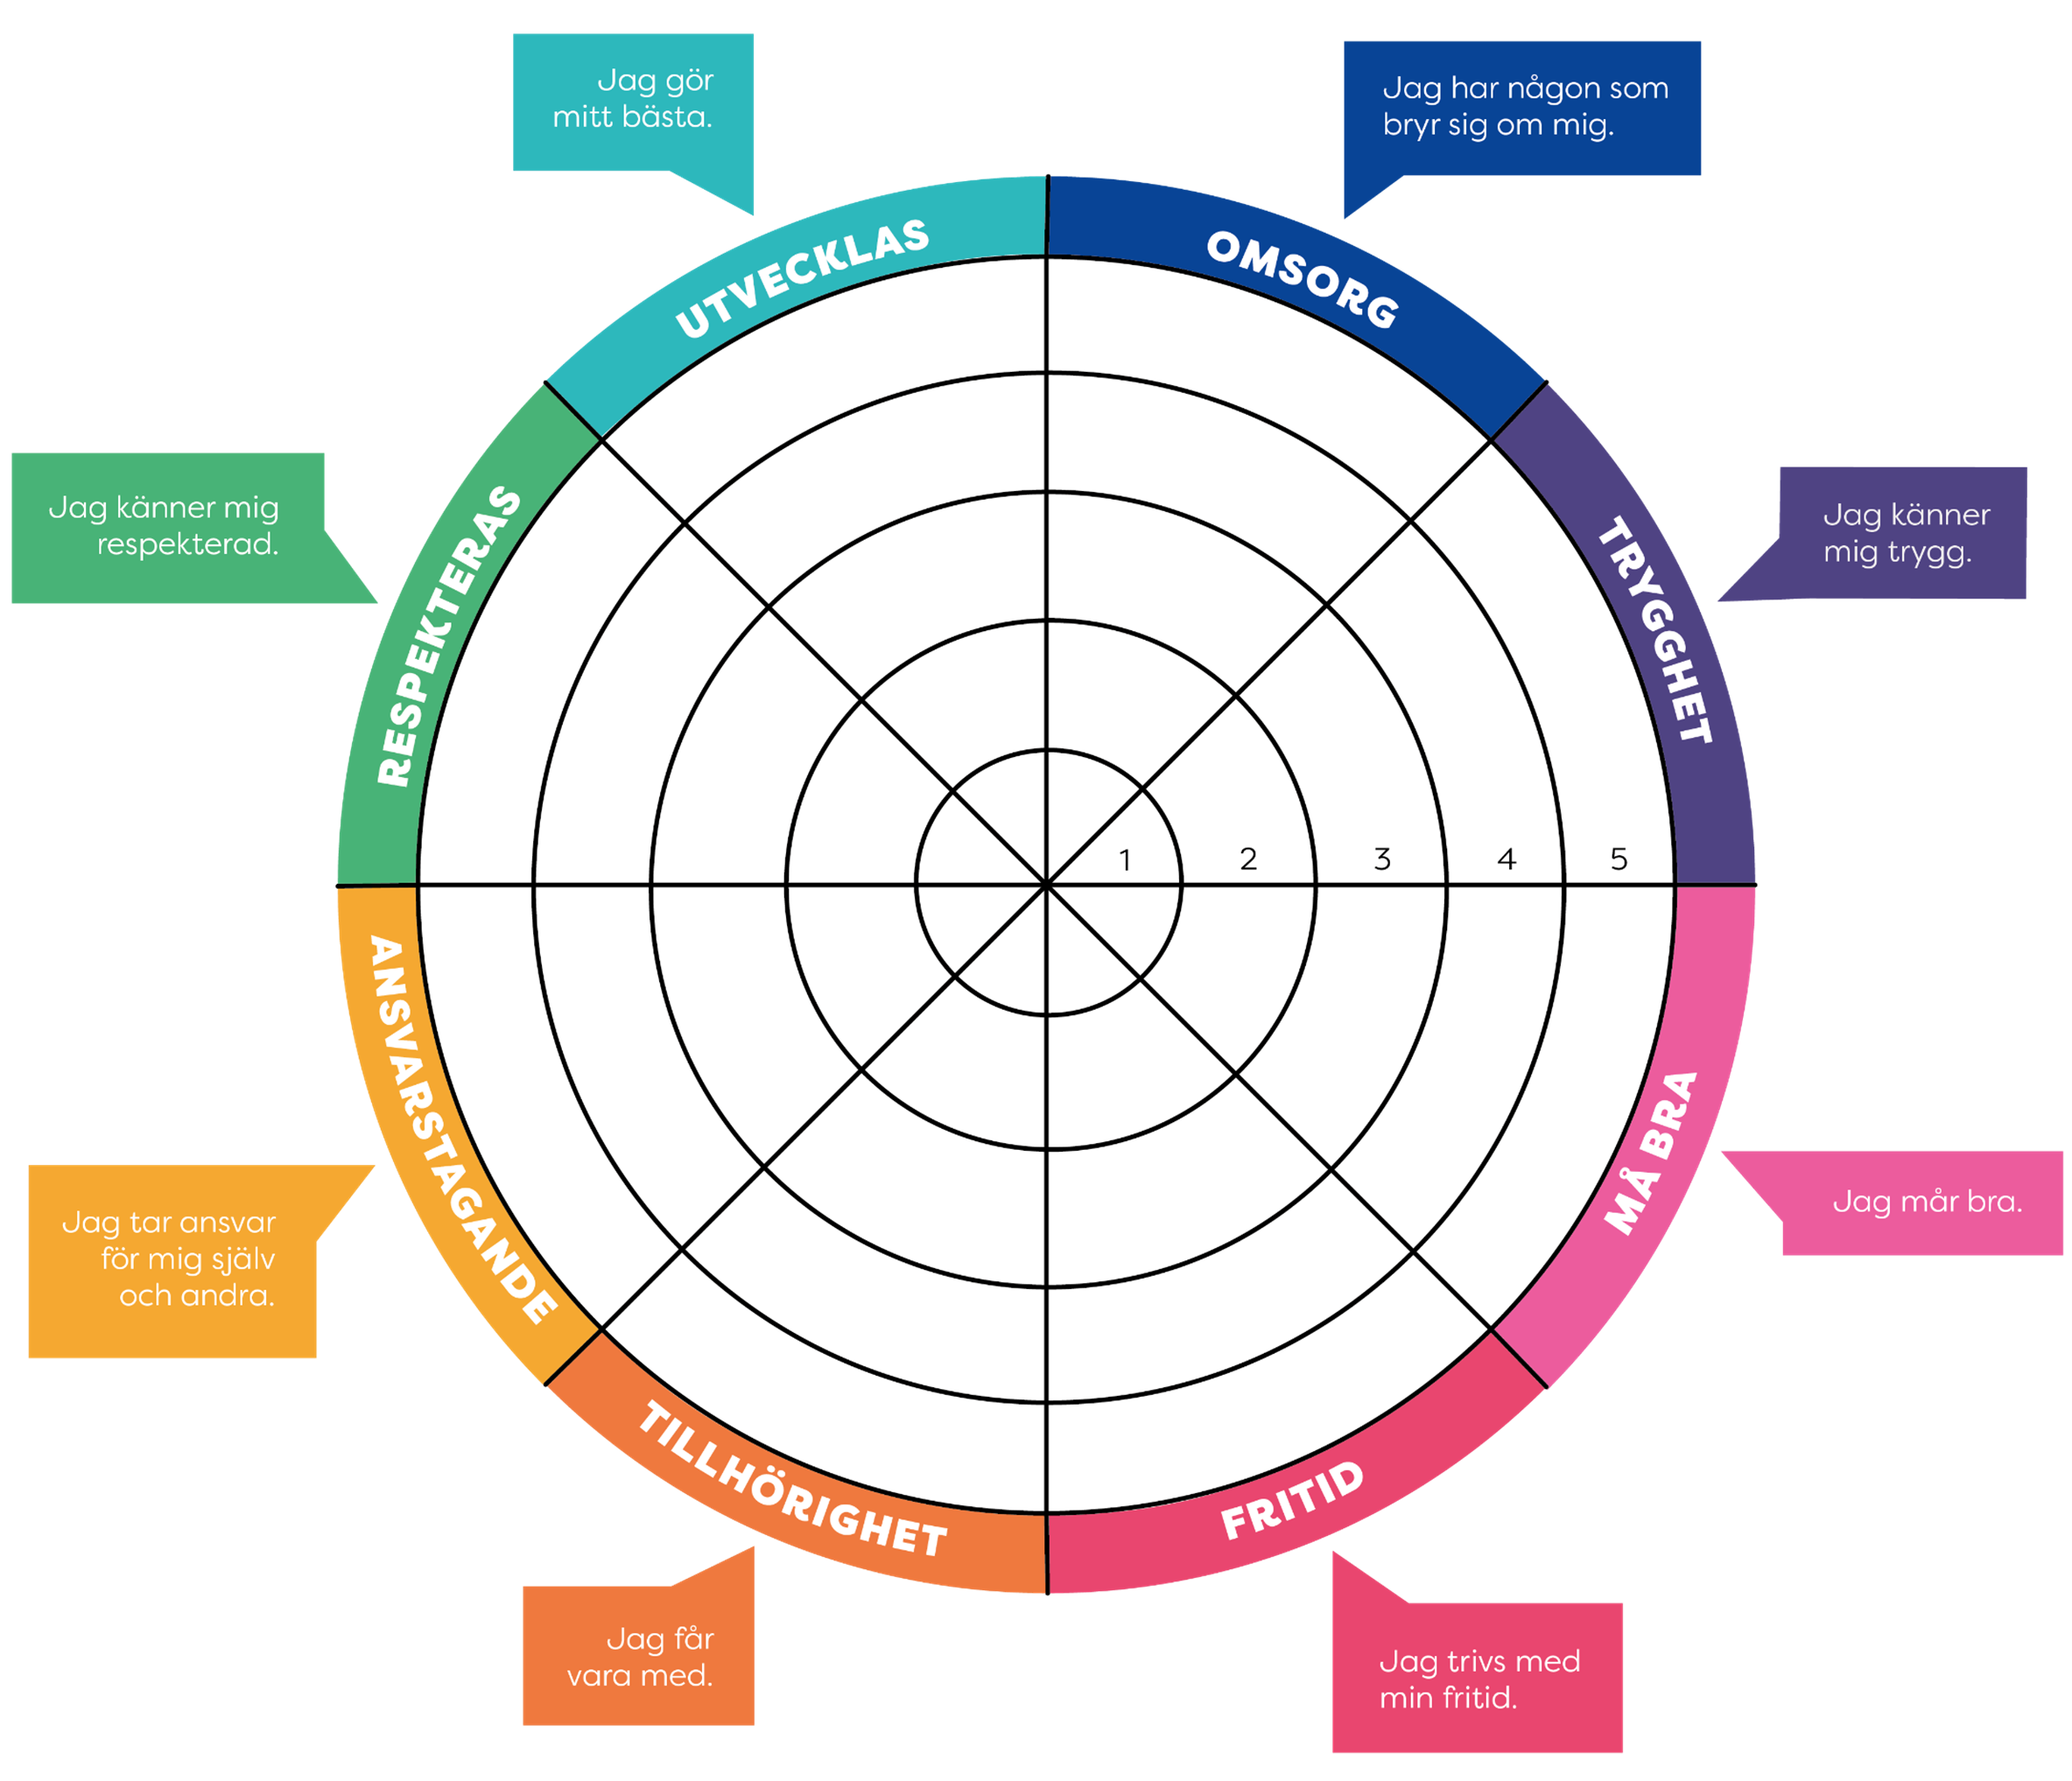 Jag gör
mitt bästa.
Jag har någon som
bryr sig om mig.
UTVECKLAS
OMSORG
Jag känner mig
respekterad.
RESPEKTERAS
TRYGGHET
Jag känner
mig trygg.
1 2 3 4 5
ANSVARSTAGANDE
MÅ BRA
Jag tar ansvar
för mig själv
och andra.
Jag mår bra.
TILLHÖRIGHET
FRITID
Jag får
vara med.
Jag trivs med
min fritid.